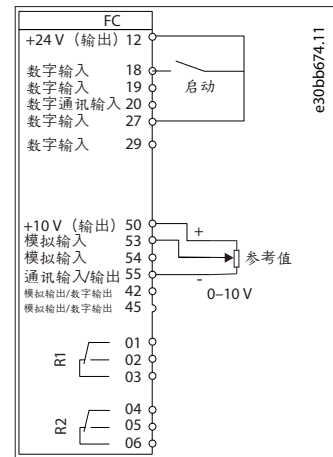 FC
+24 V（输出）12
数字输入 18
数字输入 19
数字通讯输入 20
数字输入 27
数字输入 29
启动
+10 V（输出）50
模拟输入 53
模拟输入 54
通讯输入/输出 55
模拟输出/数字输出 42
模拟输出/数字输出 45
+
参考值
-
0–10 V
R1
01
02
03
R2
04
05
06
e30bb674.11